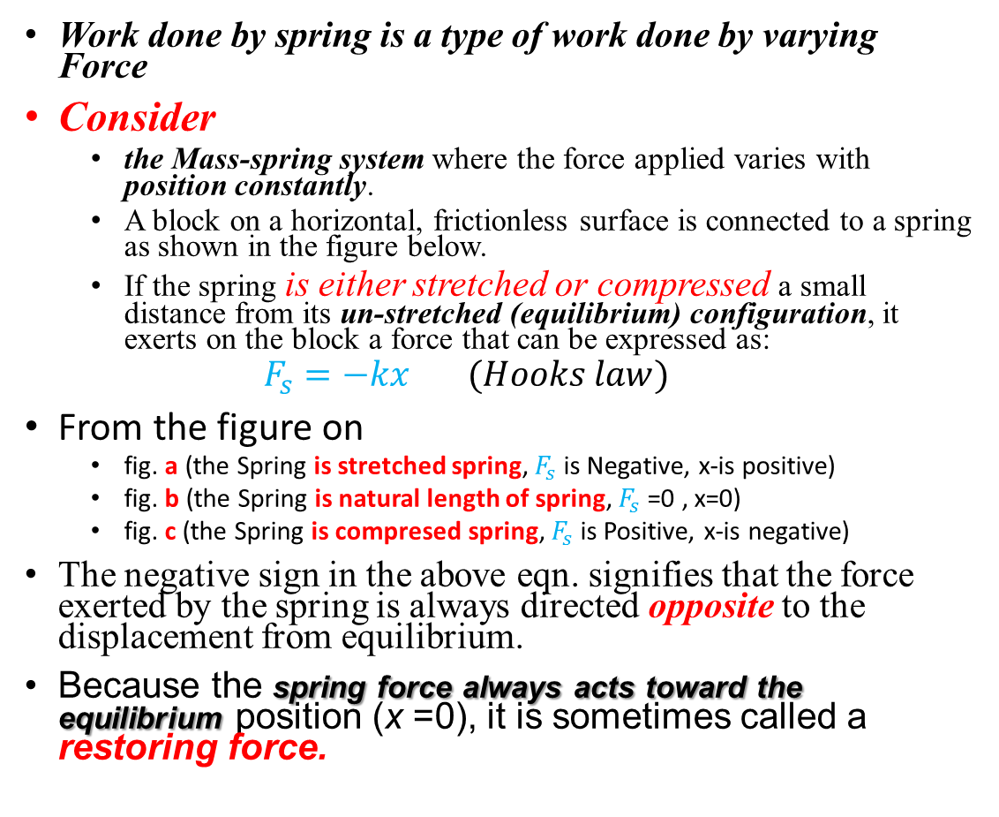 • Work done by spring is a type of work done by varying
Force
• Consider
• the Mass-spring system where the force applied varies with
position constantly.
• A block on a horizontal, frictionless surface is connected to a spring
as shown in the figure below.
• If the spring is either stretched or compressed a small
distance from its un-stretched (equilibrium) configuration, it
exerts on the block a force that can be expressed as:
Fₛ = −kx (Hooks law)
• From the figure on
• fig. a (the Spring is stretched spring, Fₛ is Negative, x-is positive)
• fig. b (the Spring is natural length of spring, Fₛ =0 , x=0)
• fig. c (the Spring is compresed spring, Fₛ is Positive, x-is negative)
• The negative sign in the above eqn. signifies that the force
exerted by the spring is always directed opposite to the
displacement from equilibrium.
• Because the spring force always acts toward the
equilibrium position (x =0), it is sometimes called a
restoring force.